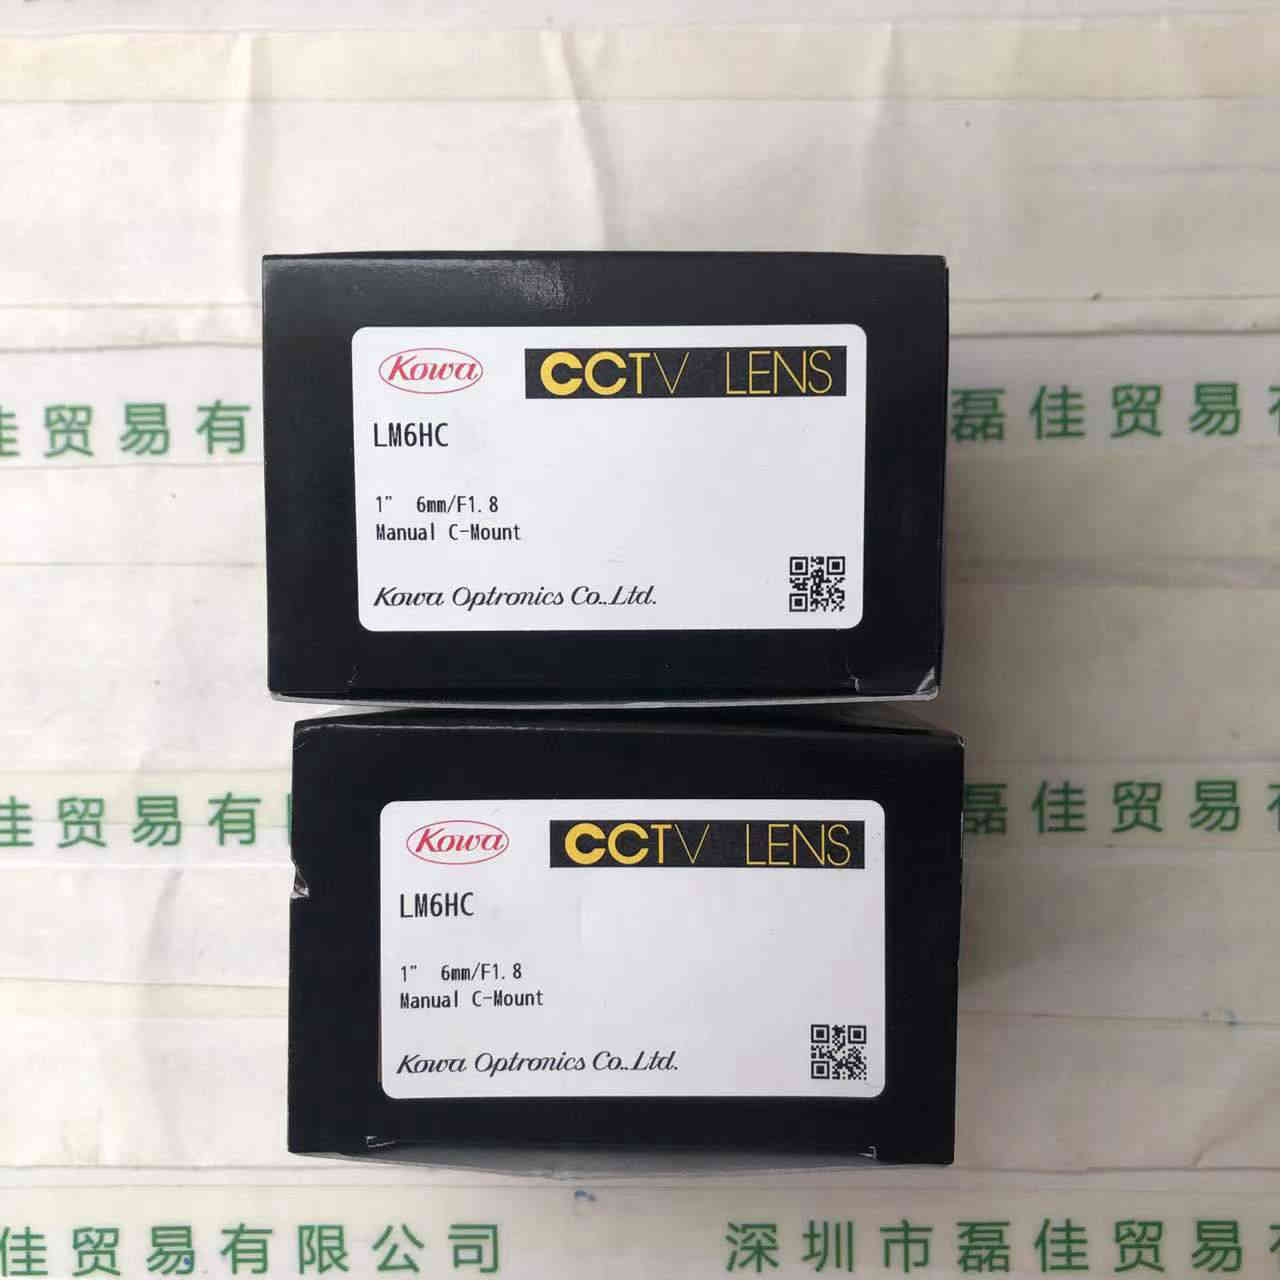 Kowa CCTV LENS
LM6HC
1" 6mm/F1.8
Manual C-Mount
Kowa Optronics Co.,Ltd.
佳贸易有
磊佳贸易
Kowa CCTV LENS
LM6HC
1" 6mm/F1.8
Manual C-Mount
Kowa Optronics Co.,Ltd.
佳贸易有
磊佳贸易
佳贸易有限公司
深圳市磊佳贸易